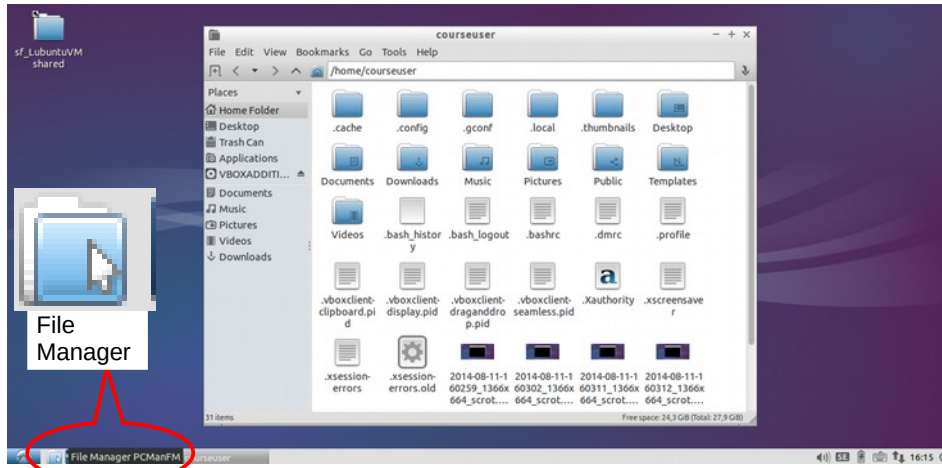 sf_LubuntuVM
shared
courseuser
File Edit View Bookmarks Go Tools Help
/home/courseuser
Places
Home Folder
Desktop
Trash Can
Applications
VBOXADDITI...
Documents
Music
Pictures
Videos
Downloads
.cache .config .gconf .local .thumbnails Desktop
Documents Downloads Music Pictures Public Templates
Videos .bash_histor .bash_logout .bashrc .dmrc .profile
y
.vboxclient- .vboxclient- .vboxclient- .vboxclient- .Xauthority .xscreensave
clipboard.pi display.pid draganddro seamless.pid r
d p.pid
.xsession- .xsession- 2014-08-11-1 2014-08-11-1 2014-08-11-1 2014-08-11-1
errors errors.old 60259_1366x 60302_1366x 60311_1366x 60312_1366x
664_scrot.... 664_scrot.... 664_scrot.... 664_scrot....
31 items Free space: 24,3 GiB (Total: 27,9 GiB)
File
Manager
File Manager PCManFM courseuser
SE 16:15